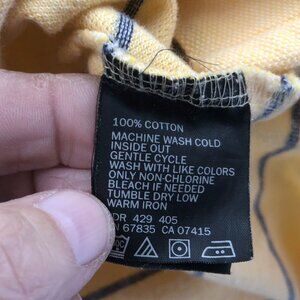 100% COTTON
MACHINE WASH COLD
INSIDE OUT
GENTLE CYCLE
WASH WITH LIKE COLORS
ONLY NON-CHLORINE
BLEACH IF NEEDED
TUMBLE DRY LOW
WARM IRON
429 405
67835 CA 07415